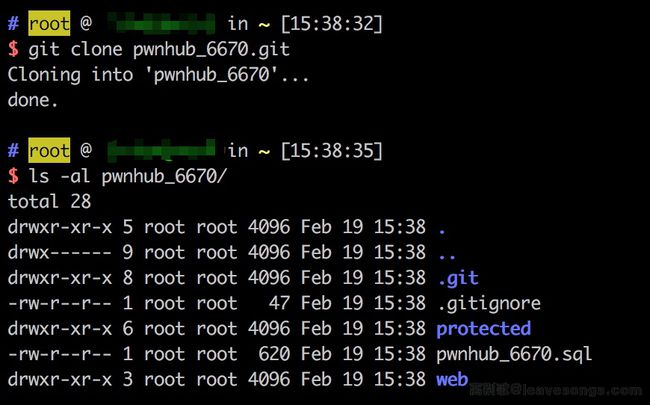 # root @ in ~ [15:38:32]
$ git clone pwnhub_6670.git
Cloning into 'pwnhub_6670'...
done.
# root @ in ~ [15:38:35]
$ ls -al pwnhub_6670/
total 28
drwxr-xr-x 5 root root 4096 Feb 19 15:38 .
drwx------ 9 root root 4096 Feb 19 15:38 ..
drwxr-xr-x 8 root root 4096 Feb 19 15:38 .git
-rw-r--r-- 1 root root   47 Feb 19 15:38 .gitignore
drwxr-xr-x 6 root root 4096 Feb 19 15:38 protected
-rw-r--r-- 1 root root  620 Feb 19 15:38 pwnhub_6670.sql
drwxr-xr-x 3 root root 4096 Feb 19 15:38 web
@leavesongs.com